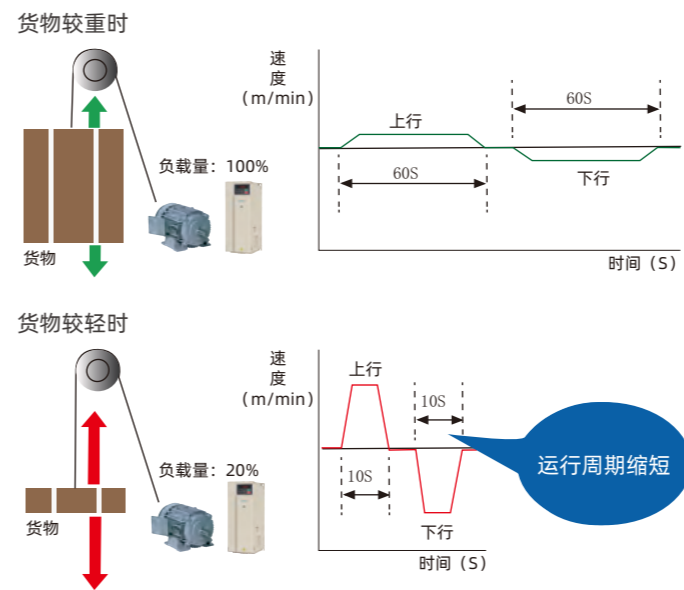 货物较重时
速
度
(m/min)
60S
上行
负载量：100%
60S
下行
货物
时间（S）
货物较轻时
速
度
(m/min)
上行
10S
运行周期缩短
负载量：20%
10S
货物
下行
时间（S）